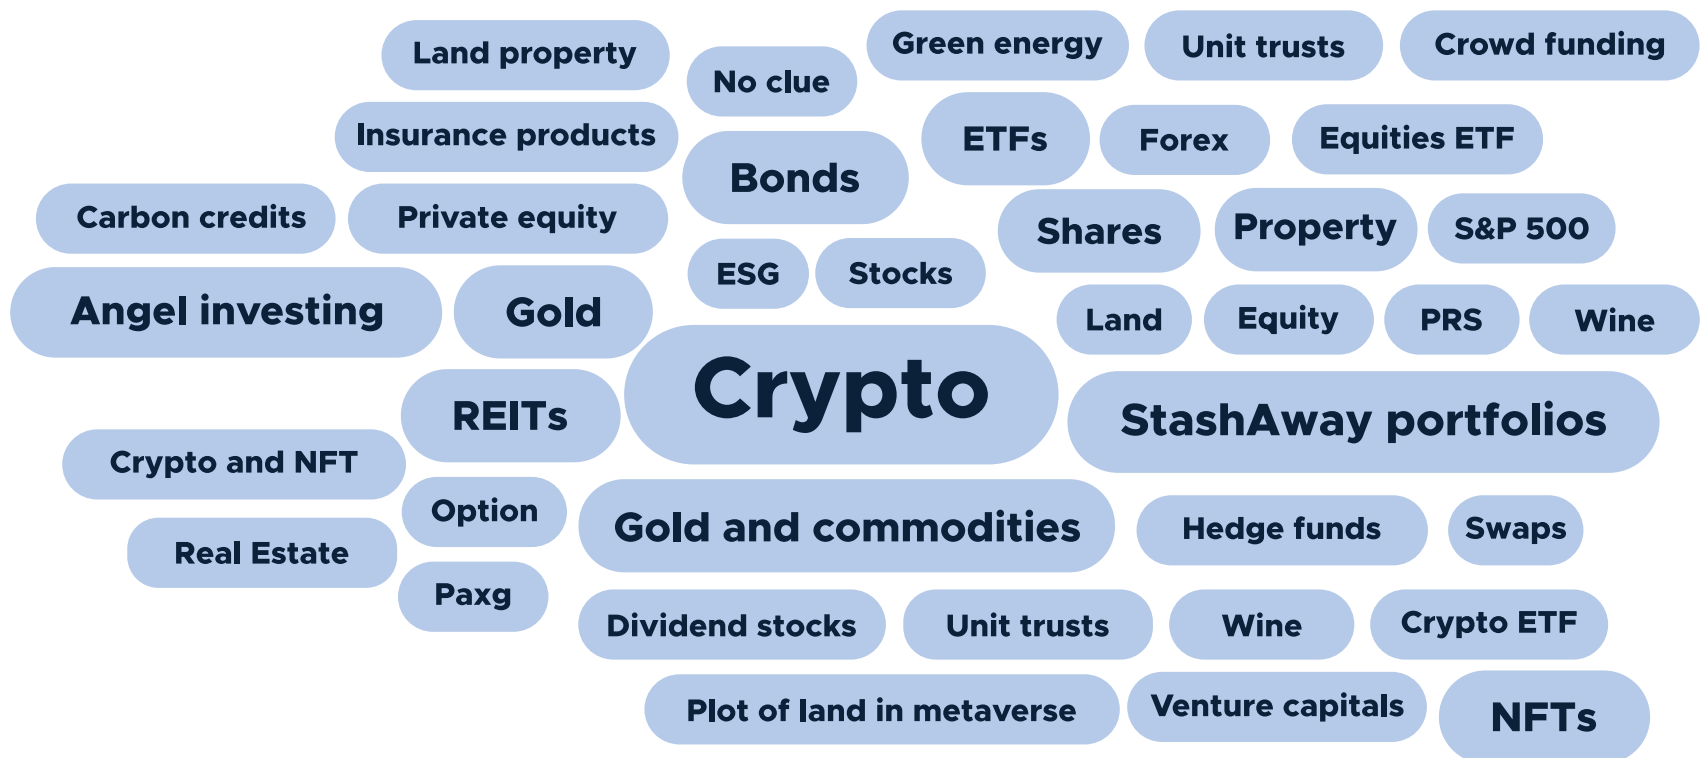 Land property
No clue
Green energy
Unit trusts
Crowd funding
Insurance products
Bonds
ETFs
Forex
Equities ETF
Carbon credits
Private equity
Shares
Property
S&P 500
ESG
Stocks
Angel investing
Gold
Land
Equity
PRS
Wine
Crypto
REITs
StashAway portfolios
Crypto and NFT
Option
Gold and commodities
Hedge funds
Swaps
Real Estate
Paxg
Dividend stocks
Unit trusts
Wine
Crypto ETF
Plot of land in metaverse
Venture capitals
NFTs